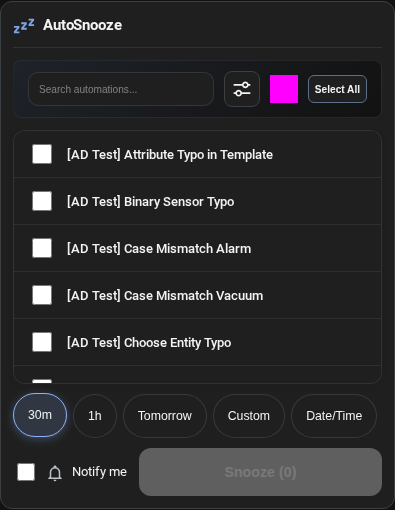 zzz AutoSnooze
Search automations... Select All
[AD Test] Attribute Typo in Template
[AD Test] Binary Sensor Typo
[AD Test] Case Mismatch Alarm
[AD Test] Case Mismatch Vacuum
[AD Test] Choose Entity Typo
30m 1h Tomorrow Custom Date/Time
Notify me Snooze (0)